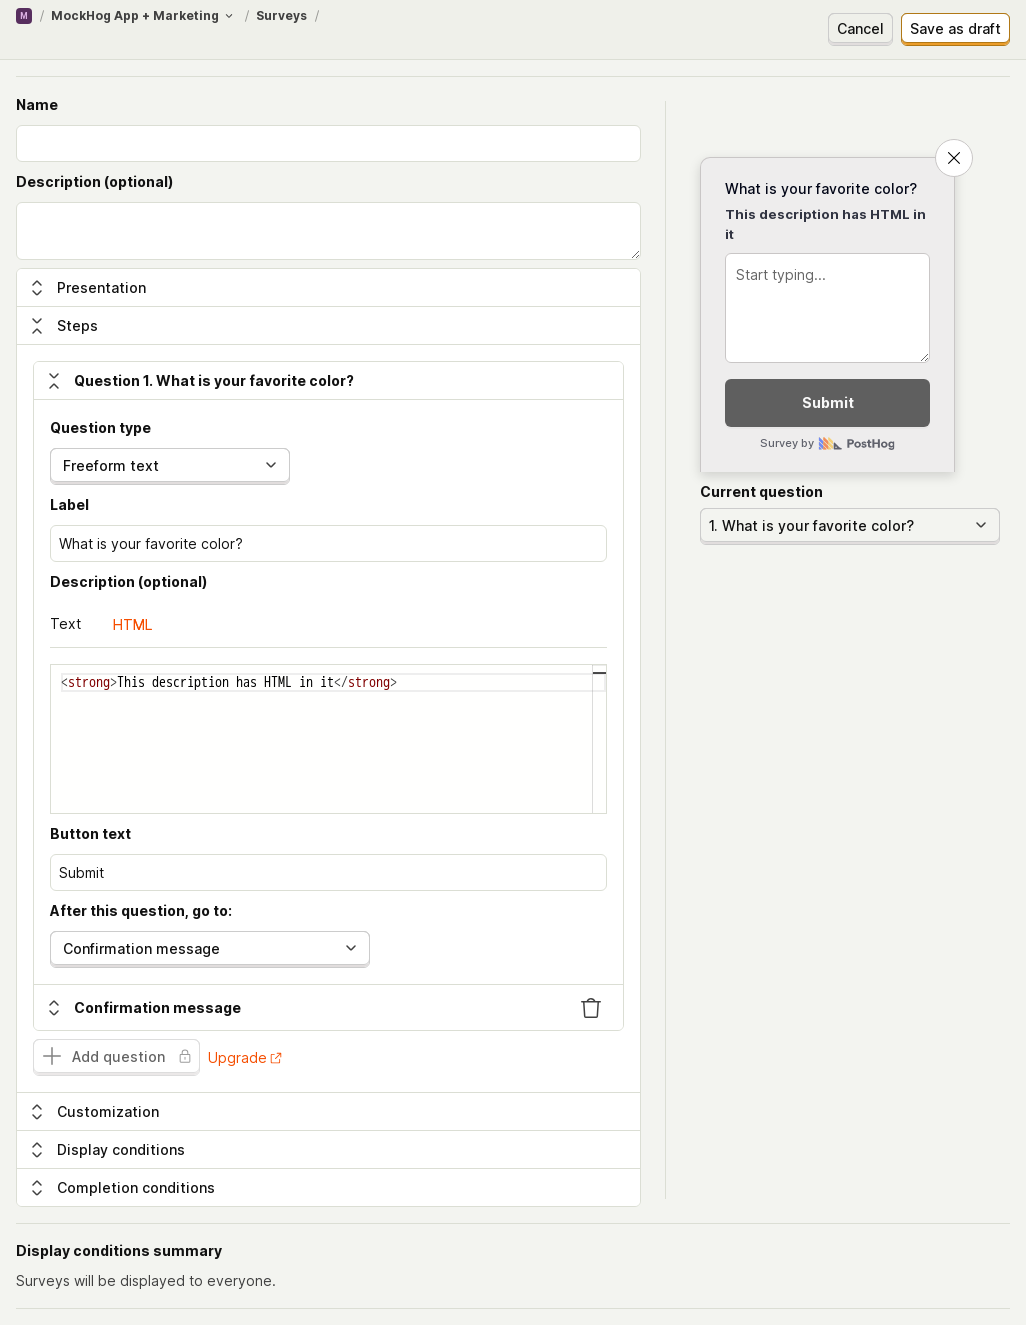 M / MockHog App + Marketing / Surveys /
Cancel
Save as draft
Name
Description (optional)
Presentation
Steps
Question 1. What is your favorite color?
Question type
Freeform text
Label
What is your favorite color?
Description (optional)
Text
HTML
<strong>This description has HTML in it</strong>
Button text
Submit
After this question, go to:
Confirmation message
Confirmation message
Add question
Upgrade
Customization
Display conditions
Completion conditions
What is your favorite color?
This description has HTML in
it
Start typing...
Submit
Survey by PostHog
Current question
1. What is your favorite color?
Display conditions summary
Surveys will be displayed to everyone.